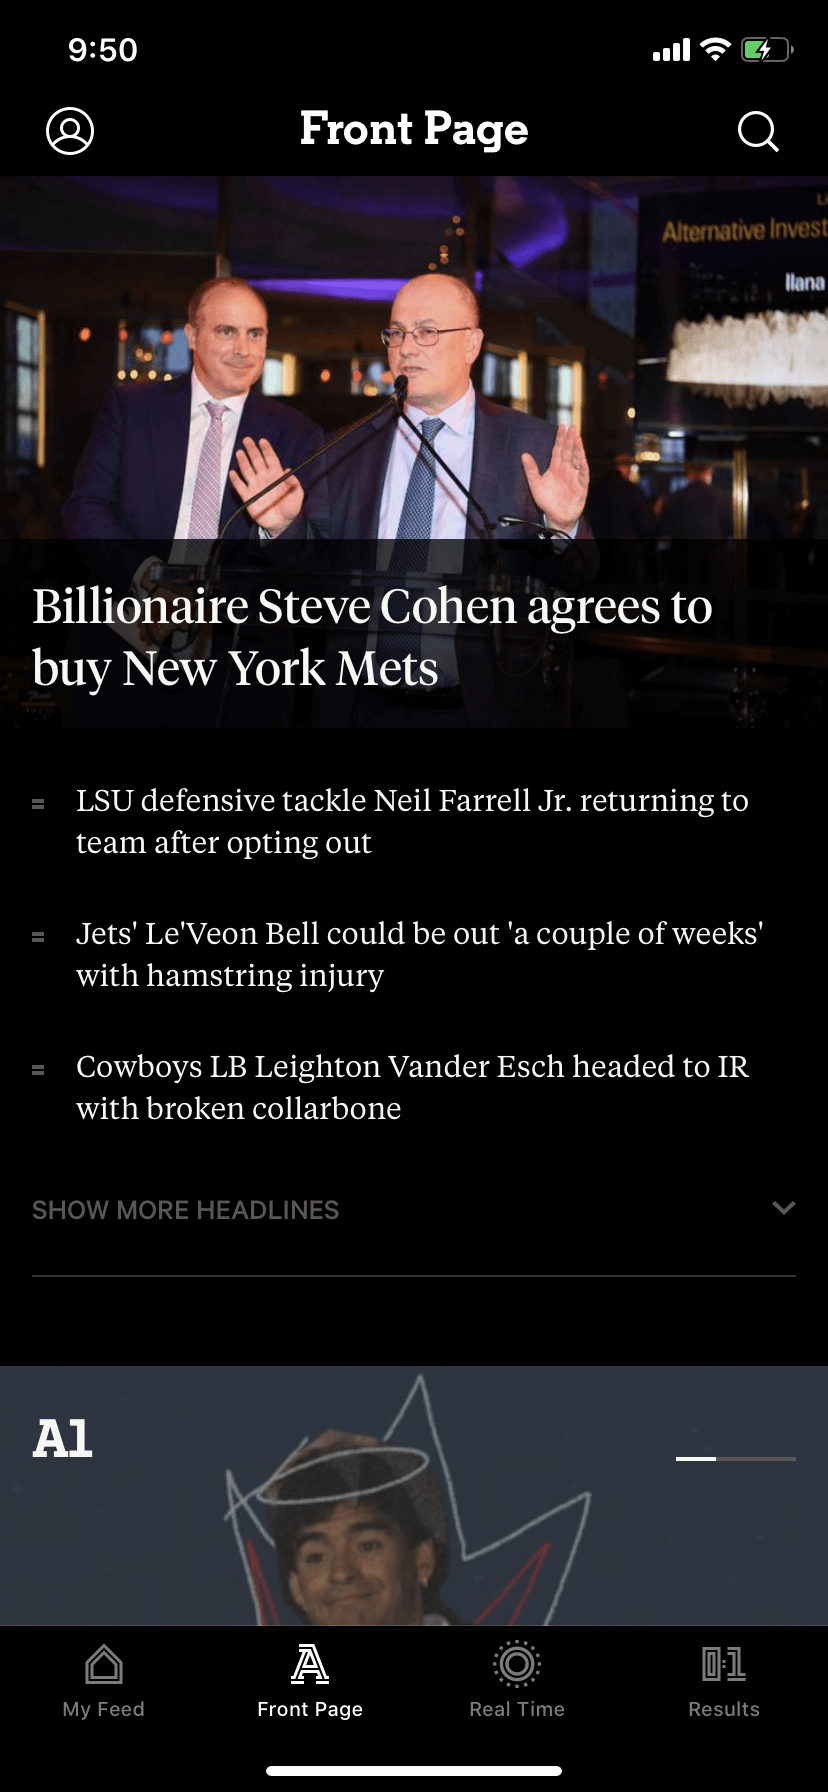 9:50
Front Page
Alternative Invest
Ilana
Billionaire Steve Cohen agrees to
buy New York Mets
LSU defensive tackle Neil Farrell Jr. returning to
team after opting out
Jets' Le'Veon Bell could be out 'a couple of weeks'
with hamstring injury
Cowboys LB Leighton Vander Esch headed to IR
with broken collarbone
SHOW MORE HEADLINES
A1
My Feed
Front Page
Real Time
0:1
Results